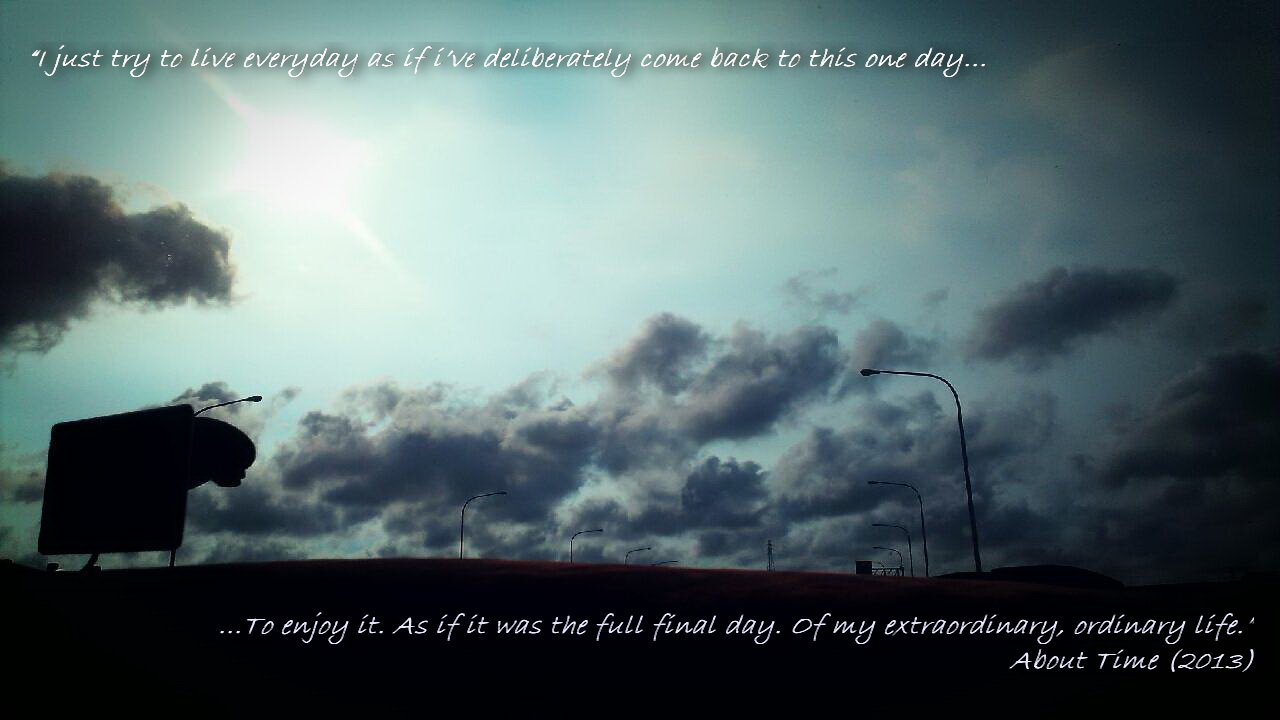 “I just try to live everyday as if i've deliberately come back to this one day...
...To enjoy it. As if it was the full final day. Of my extraordinary, ordinary life.'
About Time (2013)